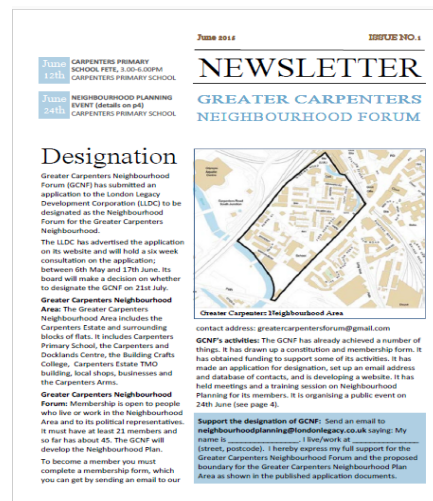 June 2015
ISSUE NO.1
June
12th
CARPENTERS PRIMARY
SCHOOL FETE, 3.00-6.00PM
CARPENTERS PRIMARY SCHOOL
June
24th
NEIGHBOURHOOD PLANNING
EVENT (details on p4)
CARPENTERS PRIMARY SCHOOL
NEWSLETTER
GREATER CARPENTERS
NEIGHBOURHOOD FORUM
Designation
Greater Carpenters Neighbourhood
Forum (GCNF) has submitted an
application to the London Legacy
Development Corporation (LLDC) to be
designated as the Neighbourhood
Forum for the Greater Carpenters
Neighbourhood.
The LLDC has advertised the application
on its website and will hold a six week
consultation on the application;
between 6th May and 17th June. Its
board will make a decision on whether
to designate the GCNF on 21st July.
Greater Carpenters Neighbourhood
Area: The Greater Carpenters
Neighbourhood Area includes the
Carpenters Estate and surrounding
blocks of flats. It includes Carpenters
Primary School, the Carpenters and
Docklands Centre, the Building Crafts
College, Carpenters Estate TMO
building, local shops, businesses and
the Carpenters Arms.
Greater Carpenters Neighbourhood
Forum: Membership is open to people
who live or work in the Neighbourhood
Area and to its political representatives.
It must have at least 21 members and
so far has about 45. The GCNF will
develop the Neighbourhood Plan.
To become a member you must
complete a membership form, which
you can get by sending an email to our
Greater Carpenters Neighbourhood Area
contact address: greatercarpentersforum@gmail.com
GCNF's activities: The GCNF has already achieved a number of
things. It has drawn up a constitution and membership form. It
has obtained funding to support some of its activities. It has
made an application for designation, set up an email address
and database of contacts, and is developing a website. It has
held meetings and a training session on Neighbourhood
Planning for its members. It is organising a public event on
24th June (see page 4).
Support the designation of GCNF: Send an email to
neighbourhoodplanning@londonlegacy.co.uk saying: My
name is ________________. I live/work at ________________
(street, postcode). I hereby express my full support for the
Greater Carpenters Neighbourhood Forum and the proposed
boundary for the Greater Carpenters Neighbourhood Plan
Area as shown in the published application documents.